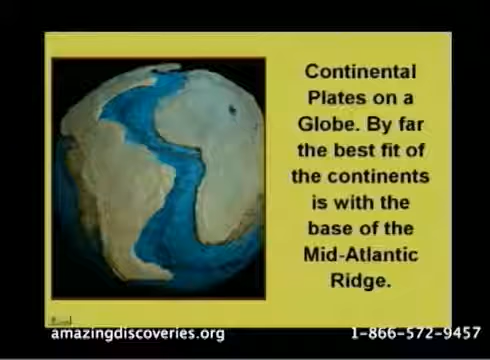 Continental
Plates on a
Globe. By far
the best fit of
the continents
is with the
base of the
Mid-Atlantic
Ridge.
amazingdiscoveries.org 1-866-572-9457